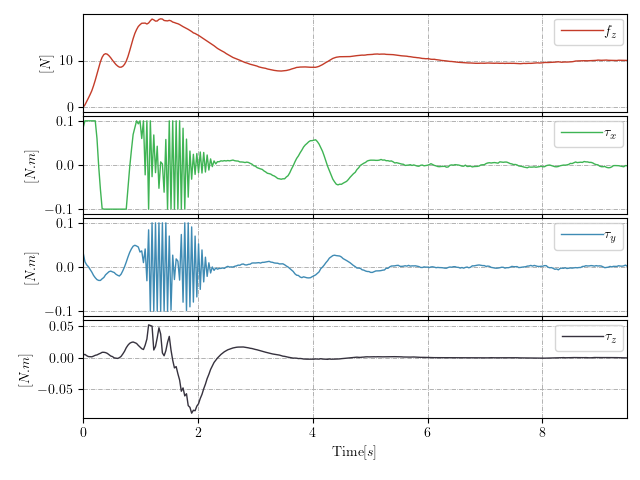 [N]
10
0
f_z
[N.m]
0.1
0.0
−0.1
τ_x
[N.m]
0.1
0.0
−0.1
τ_y
[N.m]
0.05
0.00
−0.05
τ_z
0 2 4 6 8
Time[s]